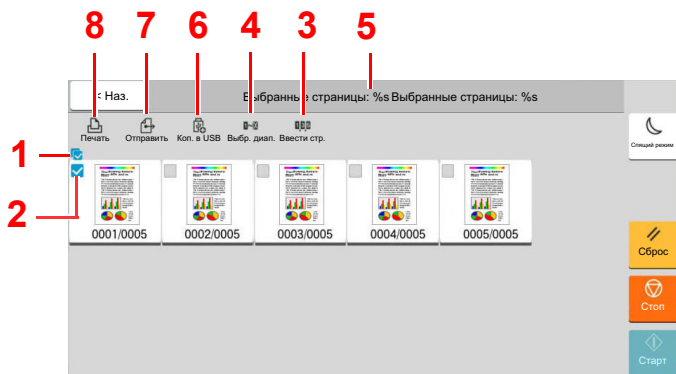 8 7 6 4 3 5
< Наз.
Выбранные страницы: %s Выбранные страницы: %s
Печать Отправить Коп. в USB Выбр. диап. Ввести стр.
Спящий режим
1
2
0001/0005 0002/0005 0003/0005 0004/0005 0005/0005
Сброс
Стоп
Старт